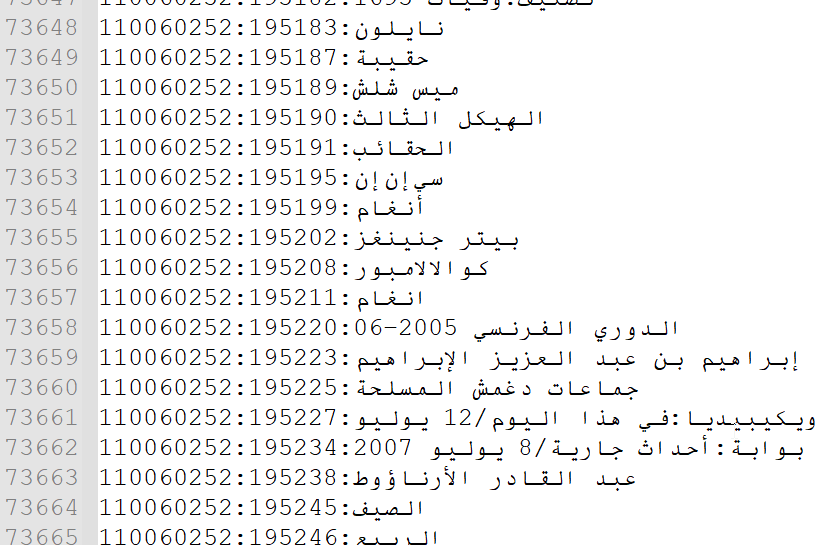 73648 110060252:195183:نايلون
73649 110060252:195187:حقيبة
73650 110060252:195189:ميس شلش
73651 110060252:195190:الهيكل الثالث
73652 110060252:195191:الحقائب
73653 110060252:195195:سي إن إن
73654 110060252:195199:أنغام
73655 110060252:195202:بيتر جنينغز
73656 110060252:195208:كوالالامبور
73657 110060252:195211:انغام
73658 110060252:195220:الدوري الفرنسي 2005-06
73659 110060252:195223:إبراهيم بن عبد العزيز الإبراهيم
73660 110060252:195225:جماعات دغمش المسلحة
73661 110060252:195227:ويكيبيديا:في هذا اليوم/12 يوليو
73662 110060252:195234:بوابة:أحداث جارية/8 يوليو 2007
73663 110060252:195238:عبد القادر الأرناؤوط
73664 110060252:195245:الصيف
73665 110060252:195246:الربيع